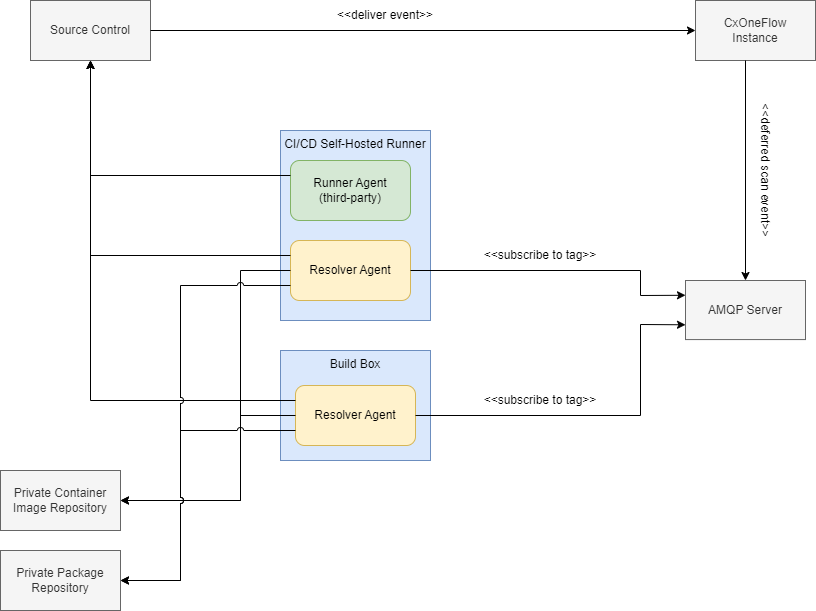 <<deliver event>>
Source Control
CxOneFlow
Instance
<<deferred scan event>>
CI/CD Self-Hosted Runner
Runner Agent
(third-party)
Resolver Agent
<<subscribe to tag>>
AMQP Server
Build Box
Resolver Agent
<<subscribe to tag>>
Private Container
Image Repository
Private Package
Repository